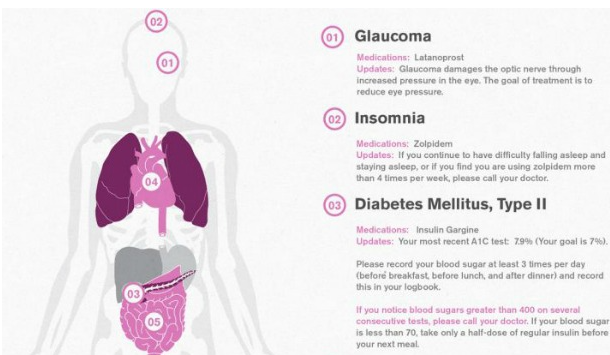 02
01
04
03
05
01 Glaucoma
Medications: Latanoprost
Updates: Glaucoma damages the optic nerve through
increased pressure in the eye. The goal of treatment is to
reduce eye pressure.
02 Insomnia
Medications: Zolpidem
Updates: If you continue to have difficulty falling asleep and
staying asleep, or if you find you are using zolpidem more
than 4 times per week, please call your doctor.
03 Diabetes Mellitus, Type II
Medications: Insulin Gargine
Updates: Your most recent A1C test: 7.9% (Your goal is 7%).
Please record your blood sugar at least 3 times per day
(before breakfast, before lunch, and after dinner) and record
this in your logbook.
If you notice blood sugars greater than 400 on several
consecutive tests, please call your doctor. If your blood sugar
is less than 70, take only a half-dose of regular insulin before
your next meal.